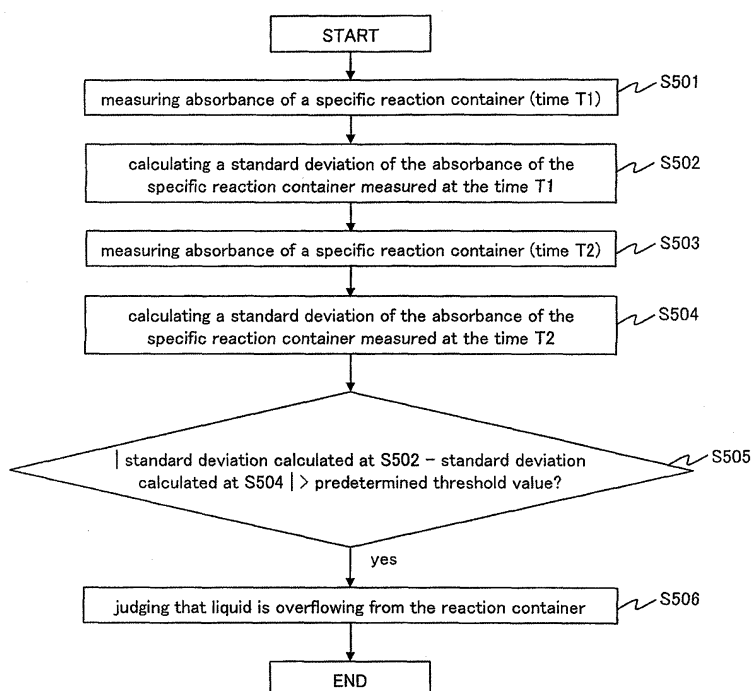 START
measuring absorbance of a specific reaction container (time T1)
S501
calculating a standard deviation of the absorbance of the
specific reaction container measured at the time T1
S502
measuring absorbance of a specific reaction container (time T2)
S503
calculating a standard deviation of the absorbance of the
specific reaction container measured at the time T2
S504
| standard deviation calculated at S502 − standard deviation
calculated at S504 | > predetermined threshold value?
S505
yes
judging that liquid is overflowing from the reaction container
S506
END